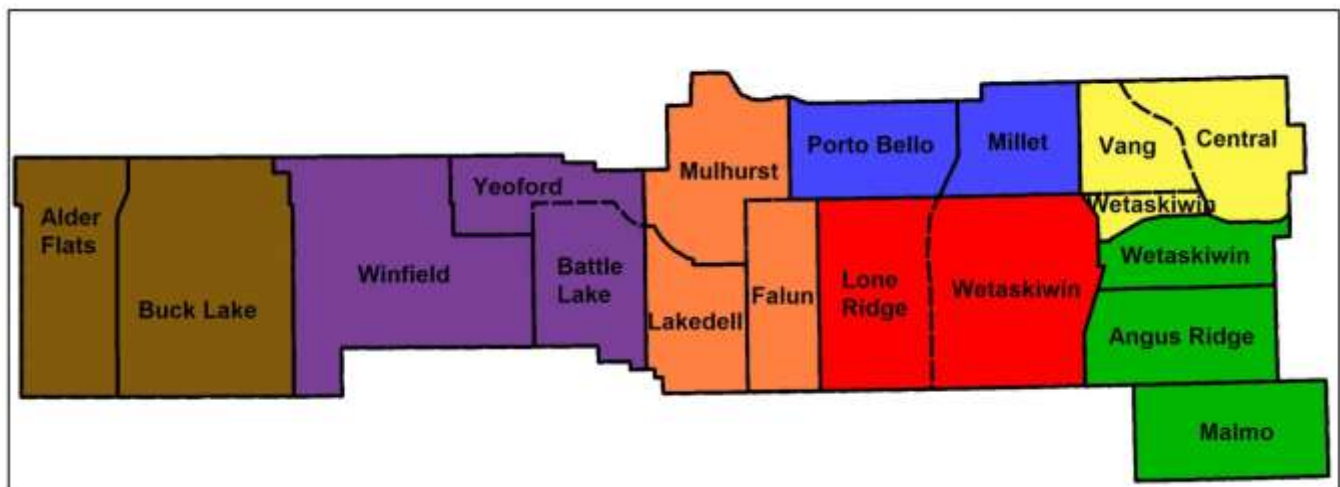 Alder
Flats
Buck Lake
Winfield
Yeoford
Battle
Lake
Mulhurst
Lakedell
Falun
Porto Bello
Millet
Lone
Ridge
Wetaskiwin
Vang
Central
Wetaskiwin
Wetaskiwin
Angus Ridge
Malmo